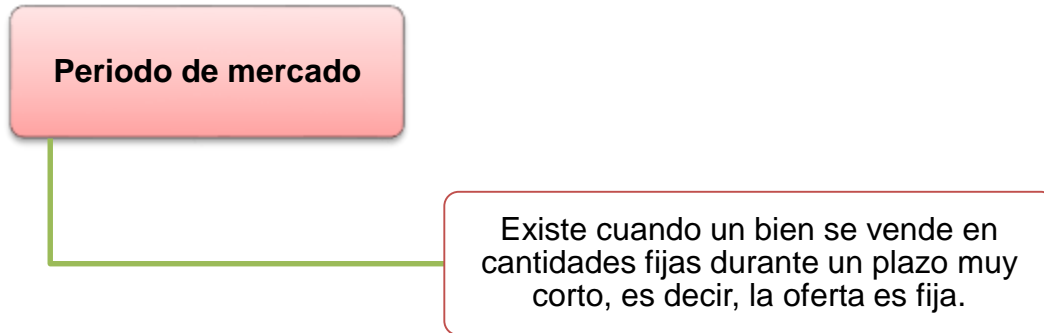 Periodo de mercado
Existe cuando un bien se vende en
cantidades fijas durante un plazo muy
corto, es decir, la oferta es fija.